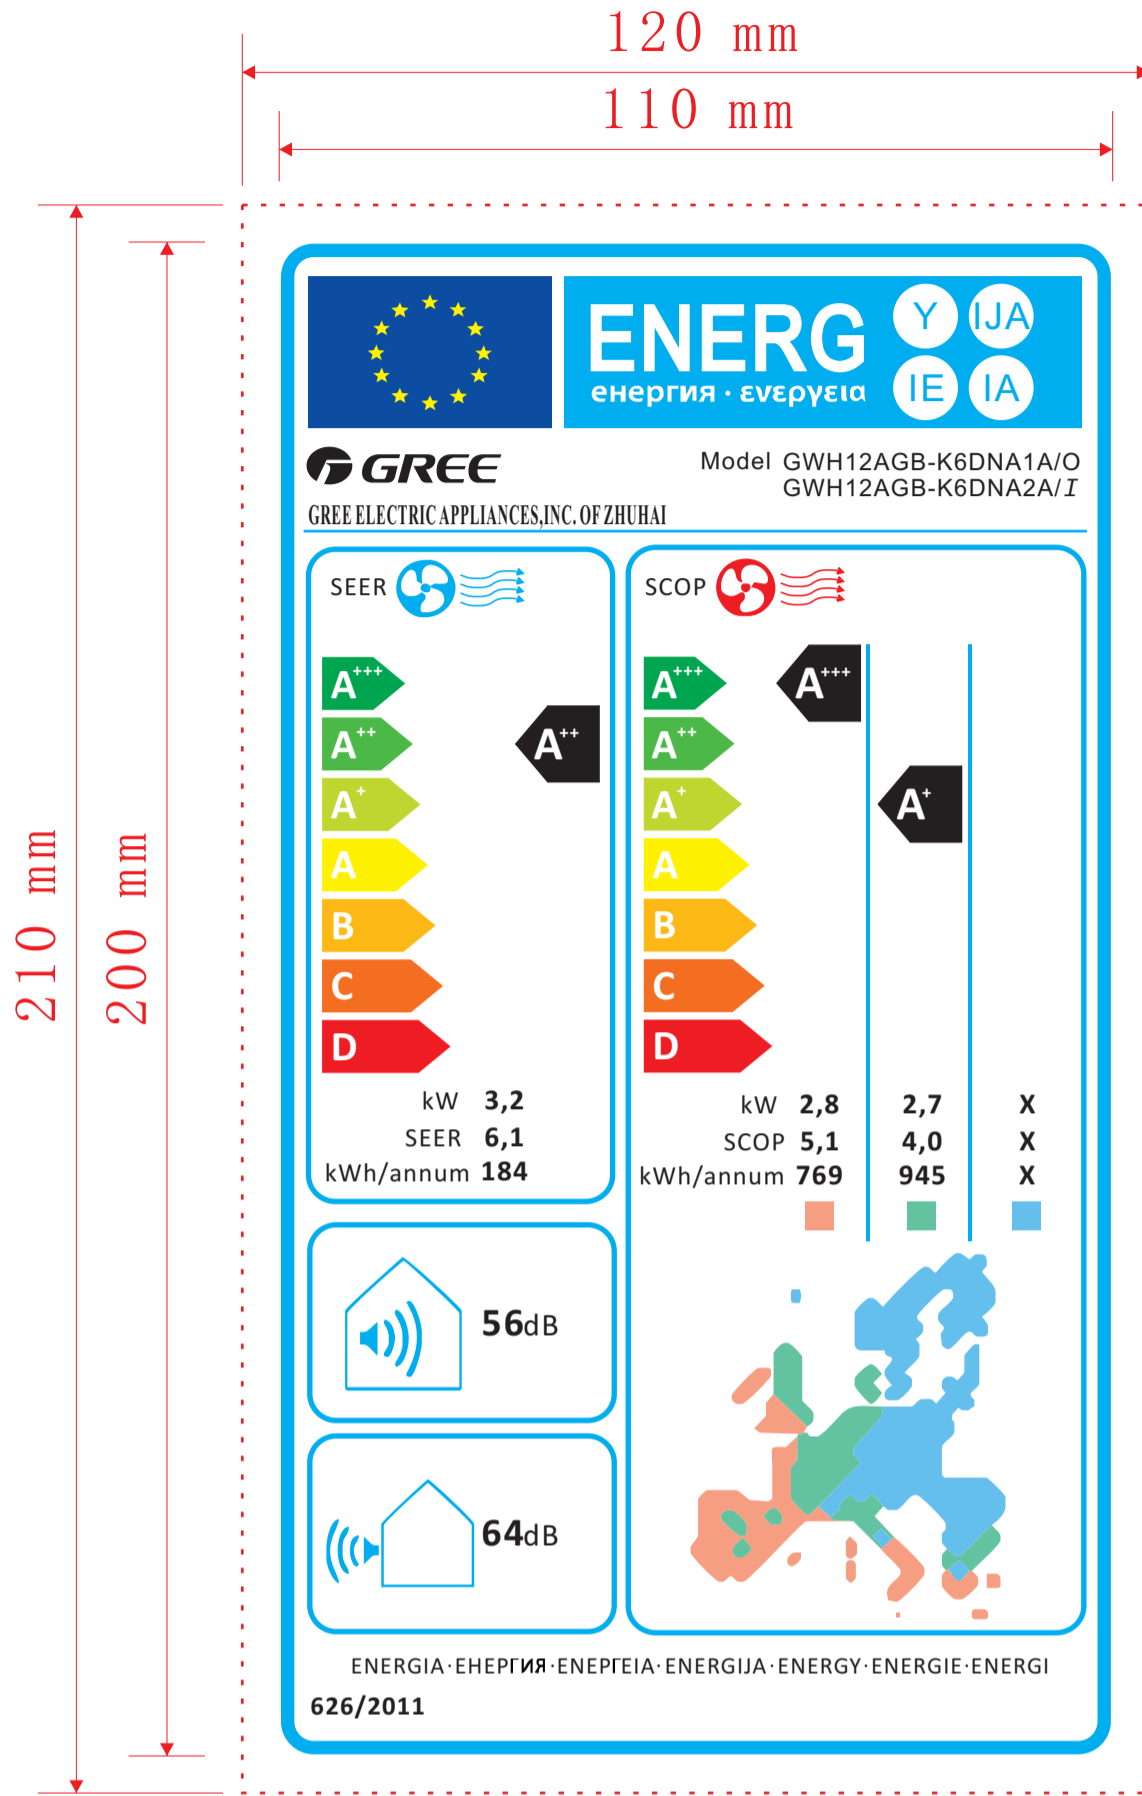 120 mm
110 mm
210 mm
200 mm
ENERG
енергия · ενεργεια
Y
IJA
IE
IA
GREE
Model GWH12AGB-K6DNA1A/O
GWH12AGB-K6DNA2A/I
GREE ELECTRIC APPLIANCES,INC. OF ZHUHAI
SEER
A+++
A++
A+
A
B
C
D
A++
kW 3,2
SEER 6,1
kWh/annum 184
SCOP
A+++
A++
A+
A
B
C
D
A+++
A+
kW 2,8 2,7 X
SCOP 5,1 4,0 X
kWh/annum 769 945 X
56dB
64dB
ENERGIA·ЕНЕРГИЯ·ΕΝΕΡΓΕΙΑ·ENERGIJA·ENERGY·ENERGIE·ENERGI
626/2011